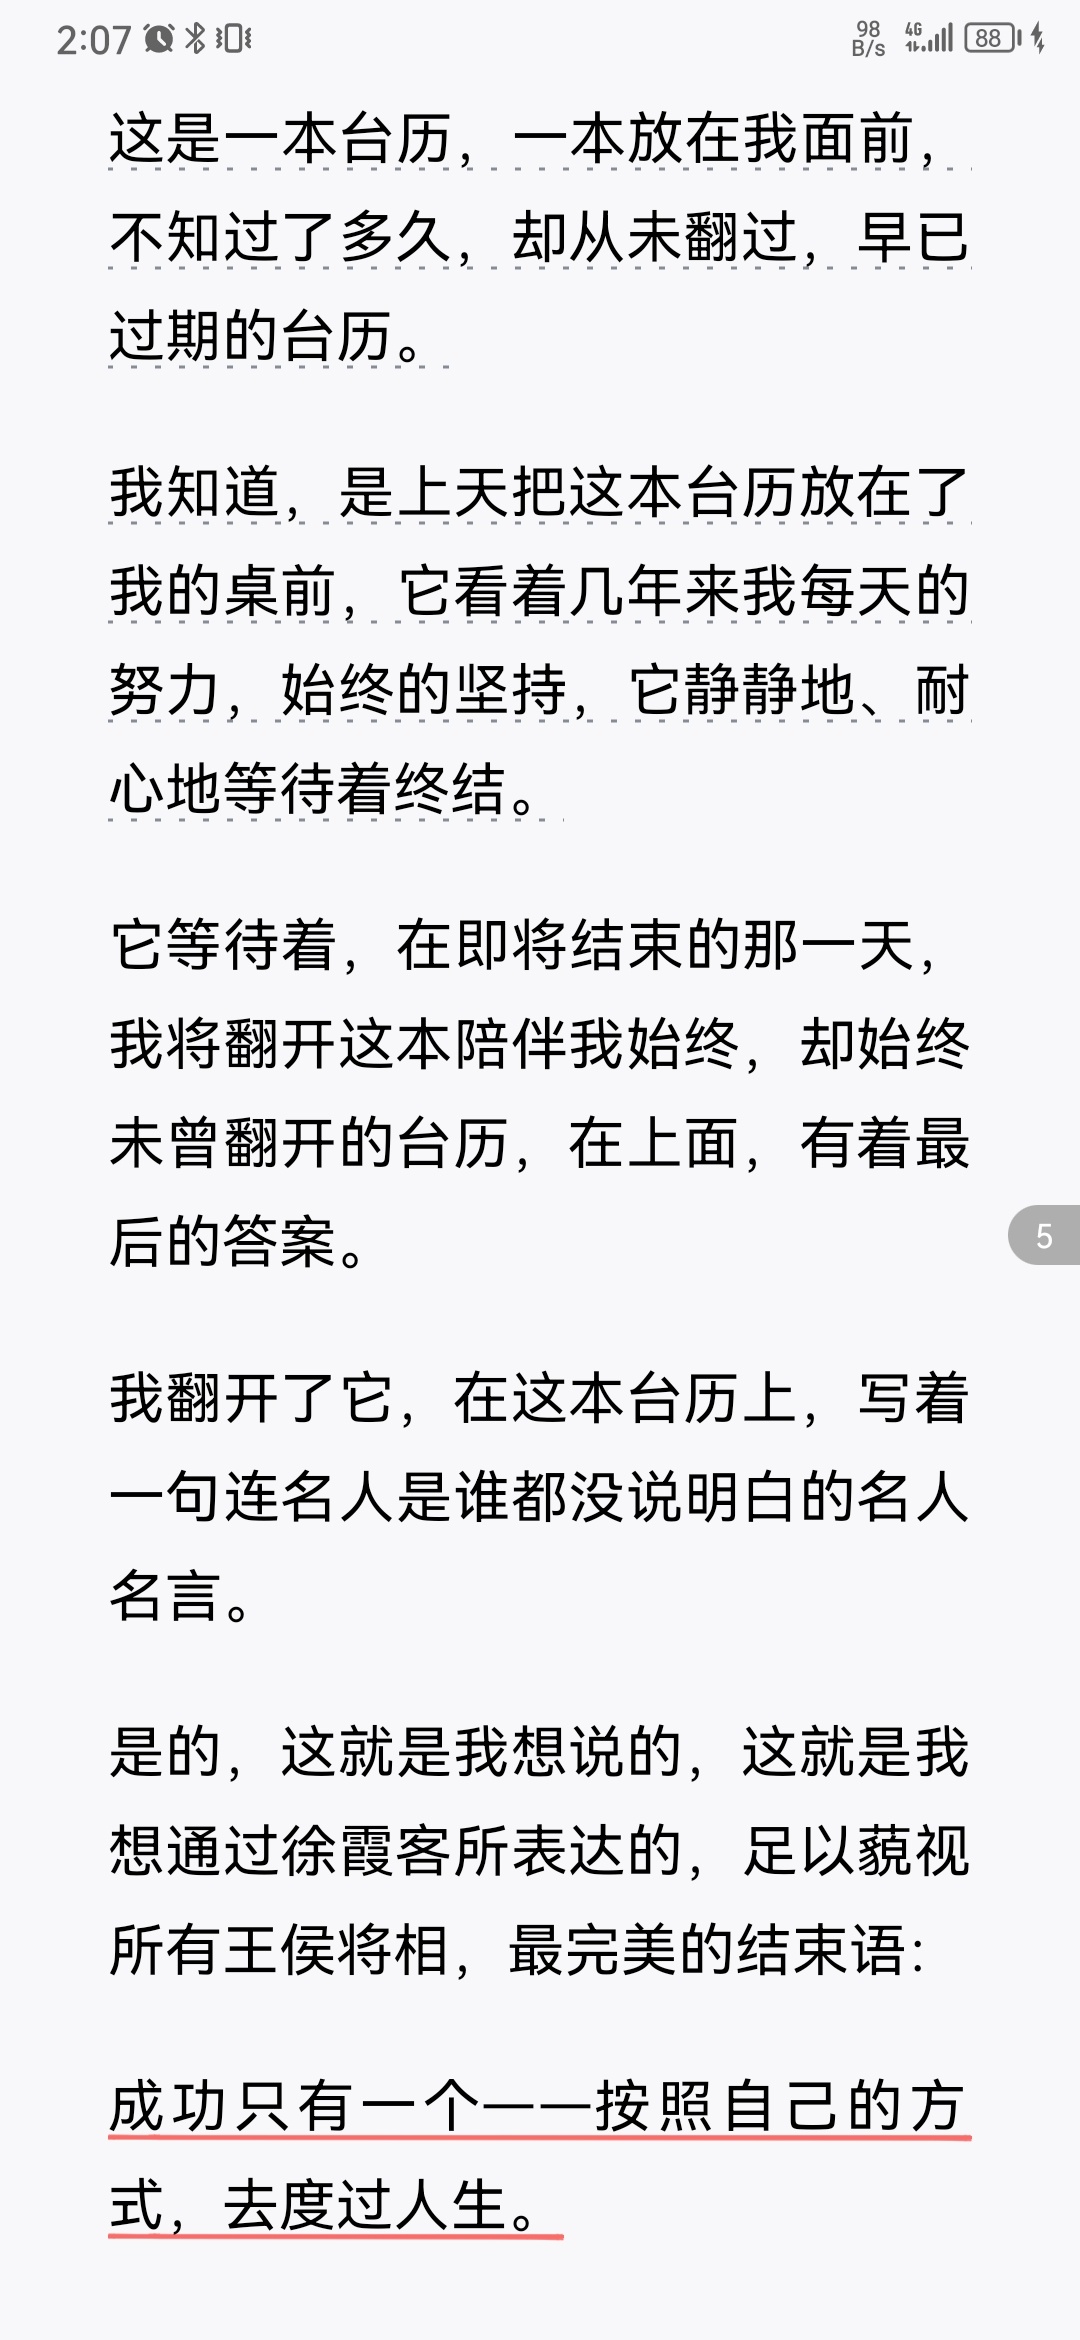 2:07
98 B/s 4G 88
这是一本台历，一本放在我面前，
不知过了多久，却从未翻过，早已
过期的台历。
我知道，是上天把这本台历放在了
我的桌前，它看着几年来我每天的
努力，始终的坚持，它静静地、耐
心地等待着终结。
它等待着，在即将结束的那一天，
我将翻开这本陪伴我始终，却始终
未曾翻开的台历，在上面，有着最
后的答案。
5
我翻开了它，在这本台历上，写着
一句连名人是谁都没说明白的名人
名言。
是的，这就是我想说的，这就是我
想通过徐霞客所表达的，足以藐视
所有王侯将相，最完美的结束语：
成功只有一个——按照自己的方
式，去度过人生。